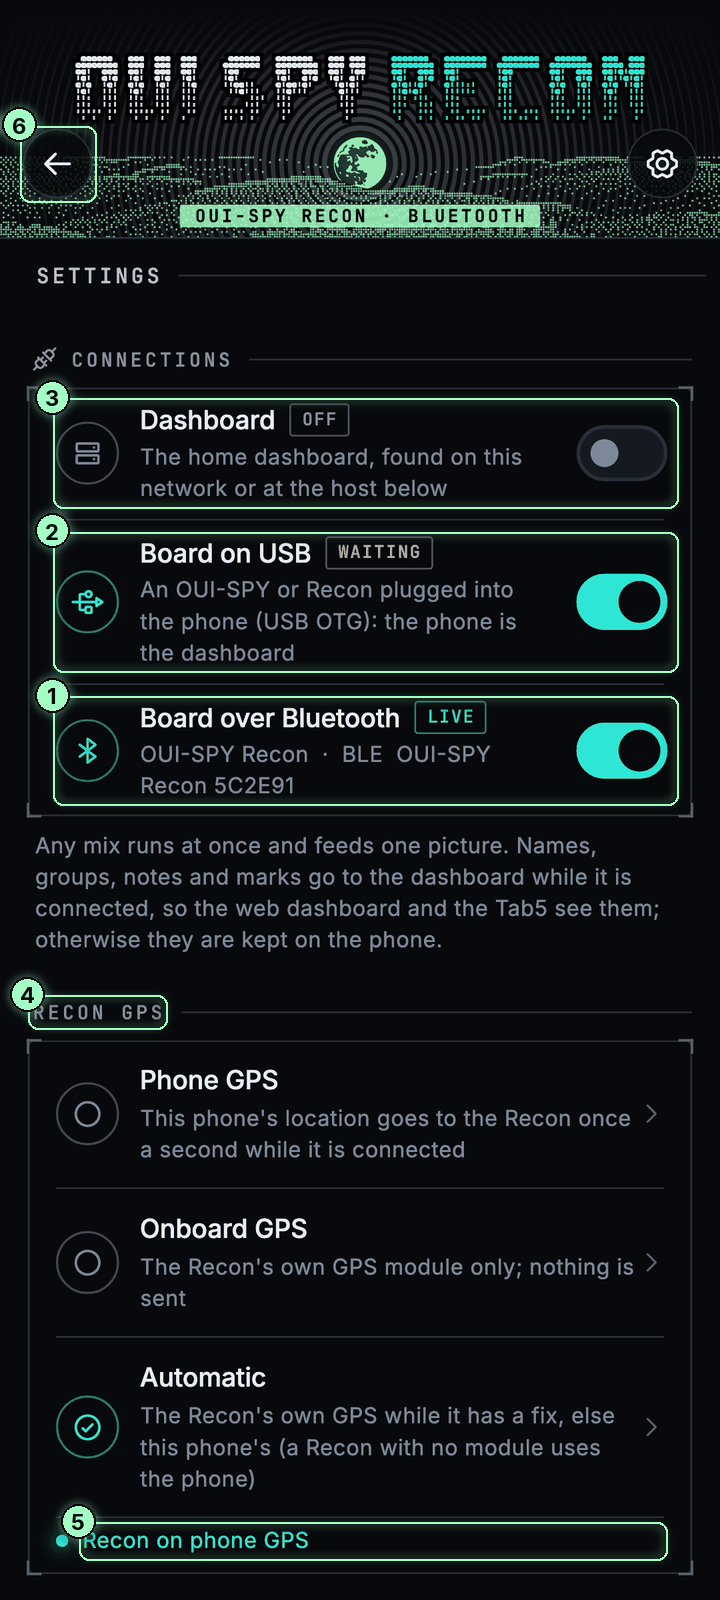 OUI SPY RECON
6
OUI-SPY RECON · BLUETOOTH
SETTINGS
CONNECTIONS
3
Dashboard OFF
The home dashboard, found on this
network or at the host below
2
Board on USB WAITING
An OUI-SPY or Recon plugged into
the phone (USB OTG): the phone is
the dashboard
1
Board over Bluetooth LIVE
OUI-SPY Recon · BLE OUI-SPY
Recon 5C2E91
Any mix runs at once and feeds one picture. Names,
groups, notes and marks go to the dashboard while it is
connected, so the web dashboard and the Tab5 see them;
otherwise they are kept on the phone.
4
RECON GPS
Phone GPS
This phone's location goes to the Recon once
a second while it is connected
Onboard GPS
The Recon's own GPS module only; nothing is
sent
Automatic
The Recon's own GPS while it has a fix, else
this phone's (a Recon with no module uses
the phone)
5
Recon on phone GPS